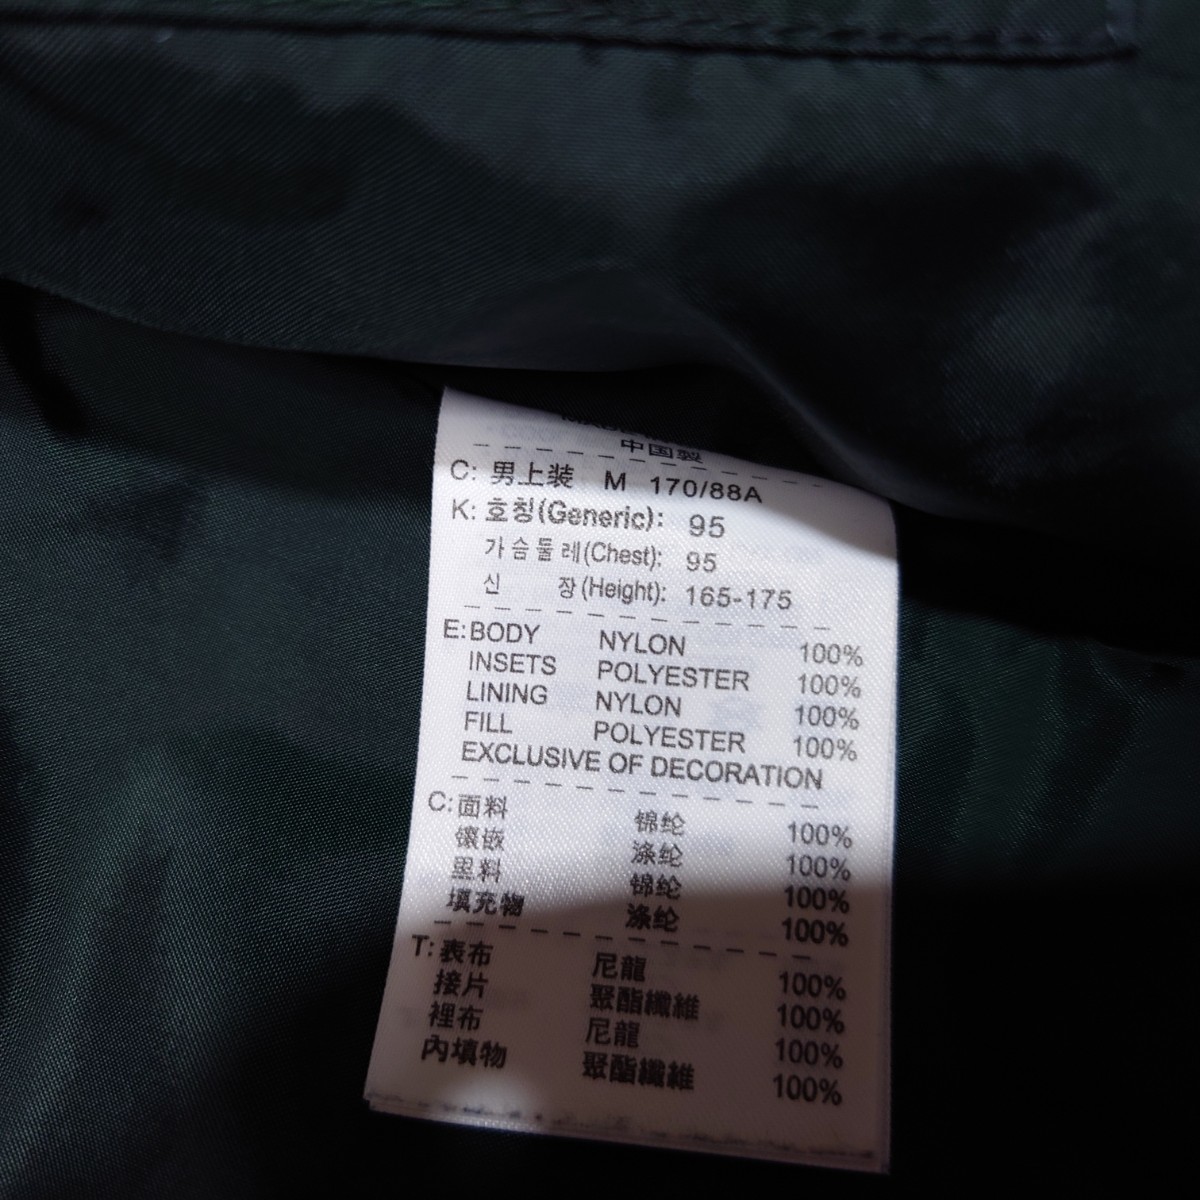 中国製
C: 男上装 M 170/88A
K: 호칭(Generic): 95
가슴둘레(Chest): 95
신 장(Height): 165-175
E: BODY NYLON 100%
INSETS POLYESTER 100%
LINING NYLON 100%
FILL POLYESTER 100%
EXCLUSIVE OF DECORATION
C: 面料 锦纶 100%
镶嵌 涤纶 100%
里料 锦纶 100%
填充物 涤纶 100%
T: 表布 尼龍 100%
接片 聚酯纖維 100%
裡布 尼龍 100%
內填物 聚酯纖維 100%